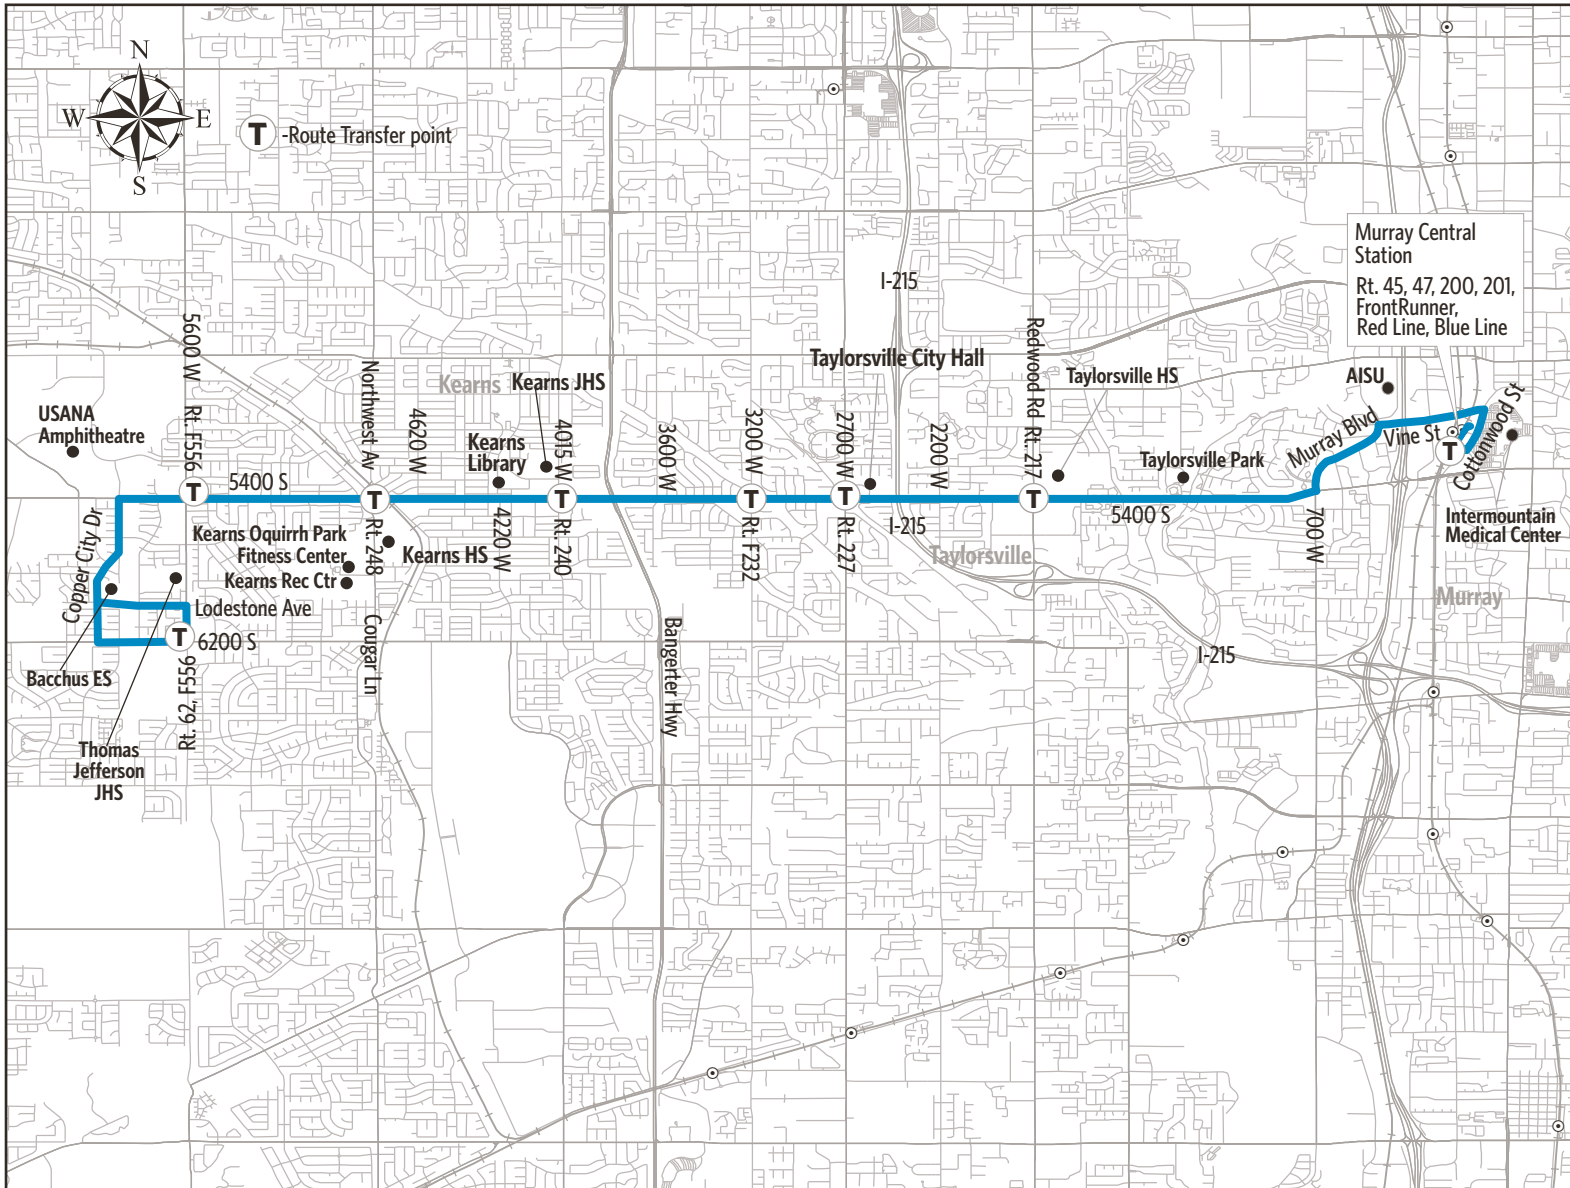 N
W
E
S
T
-Route Transfer point
Murray Central
Station
Rt. 45, 47, 200, 201,
FrontRunner,
Red Line, Blue Line
I-215
5600 W
Rt. F556
Northwest Av
4620 W
Kearns
Kearns JHS
Taylorsville City Hall
Redwood Rd Rt. 217
Taylorsville HS
AISU
USANA
Amphitheatre
Kearns
Library
4015 W
3600 W
3200 W
2700 W
2200 W
Taylorsville Park
Murray Blvd
Vine St
Cottonwood St
T
T
T
T
T
T
T
T
5400 S
5400 S
Copper City Dr
Kearns Oquirrh Park
Fitness Center
Kearns Rec Ctr
Rt. 248
Kearns HS
4220 W
Rt. 240
Rt. F232
Rt. 227
I-215
Taylorsville
700 W
Intermountain
Medical Center
Murray
Lodestone Ave
T
6200 S
Cougar Ln
Bangerter Hwy
I-215
Bacchus ES
Rt. 62, F556
Thomas
Jefferson
JHS